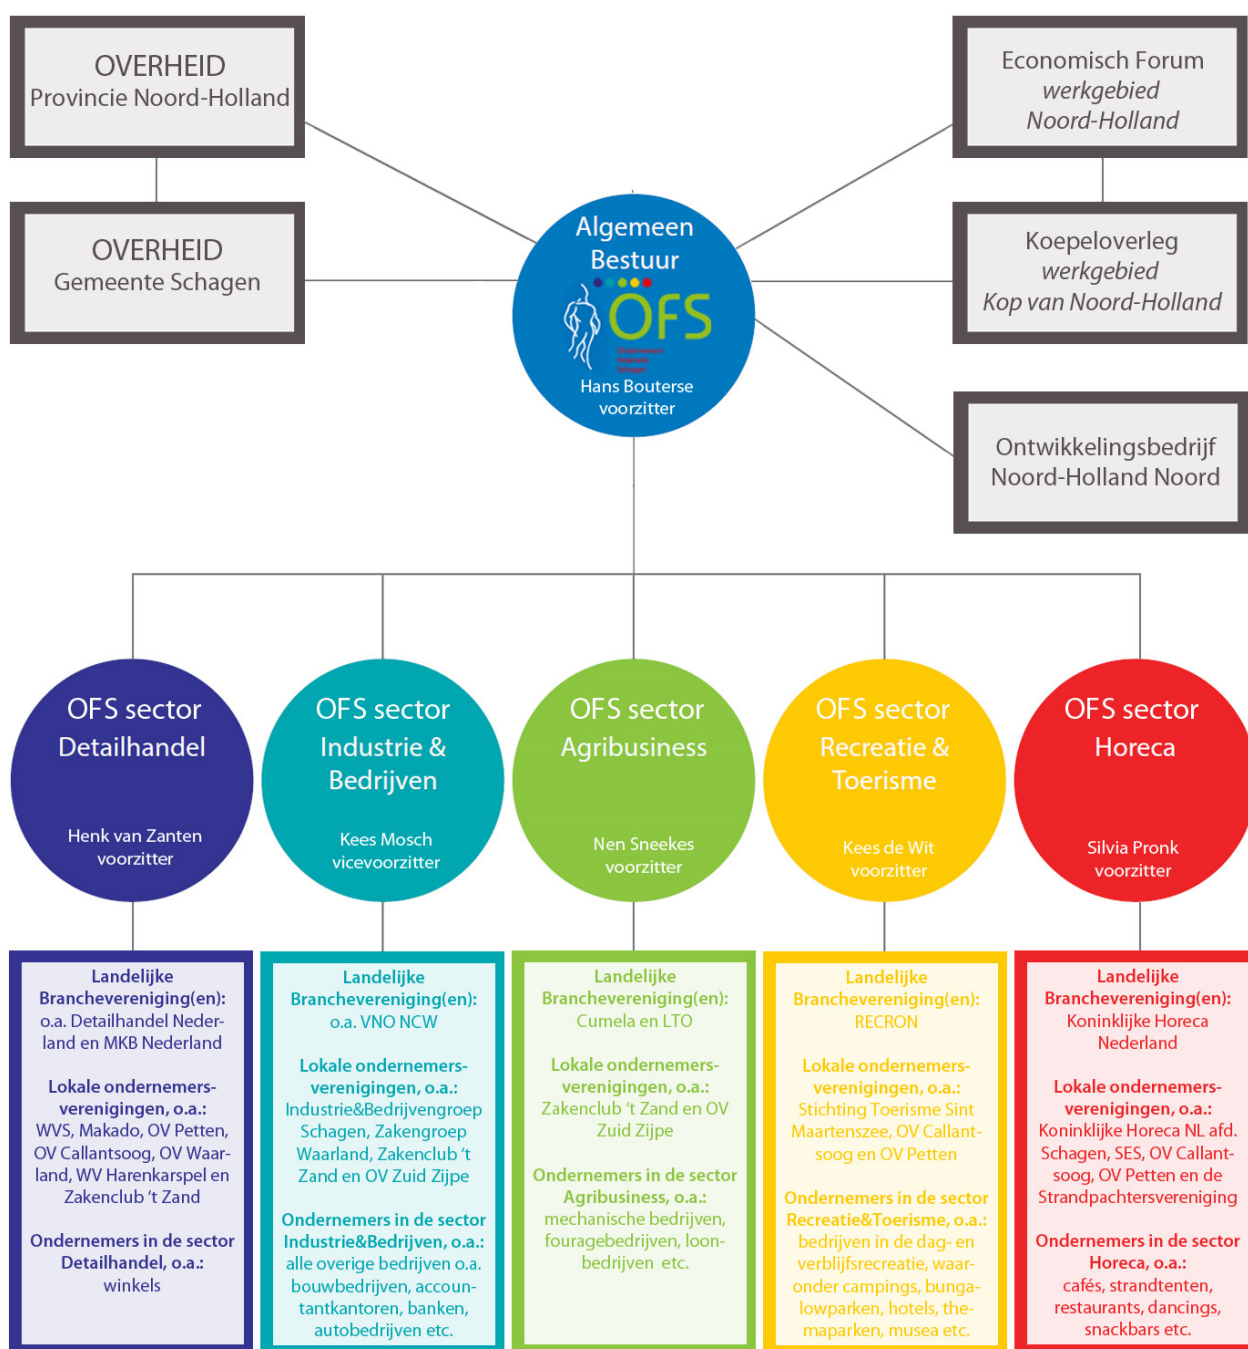 OVERHEID
Provincie Noord-Holland
OVERHEID
Gemeente Schagen
Economisch Forum
werkgebied
Noord-Holland
Koepeloverleg
werkgebied
Kop van Noord-Holland
Ontwikkelingsbedrijf
Noord-Holland Noord
Algemeen
Bestuur
OFS
Ondernemers
Federatie
Schagen
Hans Bouterse
voorzitter
OFS sector
Detailhandel
Henk van Zanten
voorzitter
OFS sector
Industrie &
Bedrijven
Kees Mosch
vicevoorzitter
OFS sector
Agribusiness
Nen Sneekes
voorzitter
OFS sector
Recreatie &
Toerisme
Kees de Wit
voorzitter
OFS sector
Horeca
Silvia Pronk
voorzitter
Landelijke
Branchevereniging(en):
o.a. Detailhandel Neder-
land en MKB Nederland
Lokale ondernemers-
verenigingen, o.a.:
WVS, Makado, OV Petten,
OV Callantsoog, OV Waar-
land, WV Harenkarspel en
Zakenclub ‘t Zand
Ondernemers in de sector
Detailhandel, o.a.:
winkels
Landelijke
Branchevereniging(en):
o.a. VNO NCW
Lokale ondernemers-
verenigingen, o.a.:
Industrie&Bedrijvengroep
Schagen, Zakengroep
Waarland, Zakenclub ‘t
Zand en OV Zuid Zijpe
Ondernemers in de sector
Industrie&Bedrijven, o.a.:
alle overige bedrijven o.a.
bouwbedrijven, accoun-
tantkantoren, banken,
autobedrijven etc.
Landelijke
Branchevereniging(en):
Cumela en LTO
Lokale ondernemers-
verenigingen, o.a.:
Zakenclub ‘t Zand en OV
Zuid Zijpe
Ondernemers in de sector
Agribusiness, o.a.:
mechanische bedrijven,
fouragebedrijven, loon-
bedrijven etc.
Landelijke
Branchevereniging(en):
RECRON
Lokale ondernemers-
verenigingen, o.a.:
Stichting Toerisme Sint
Maartenszee, OV Callant-
soog en OV Petten
Ondernemers in de sector
Recreatie&Toerisme, o.a.:
bedrijven in de dag- en
verblijfsrecreatie, waar-
onder campings, bunga-
lowparken, hotels, the-
maparken, musea etc.
Landelijke
Branchevereniging(en):
Koninklijke Horeca
Nederland
Lokale ondernemers-
verenigingen, o.a.:
Koninklijke Horeca NL afd.
Schagen, SES, OV Callant-
soog, OV Petten en de
Strandpachtersvereniging
Ondernemers in de sector
Horeca, o.a.:
cafés, strandtenten,
restaurants, dancings,
snackbars etc.